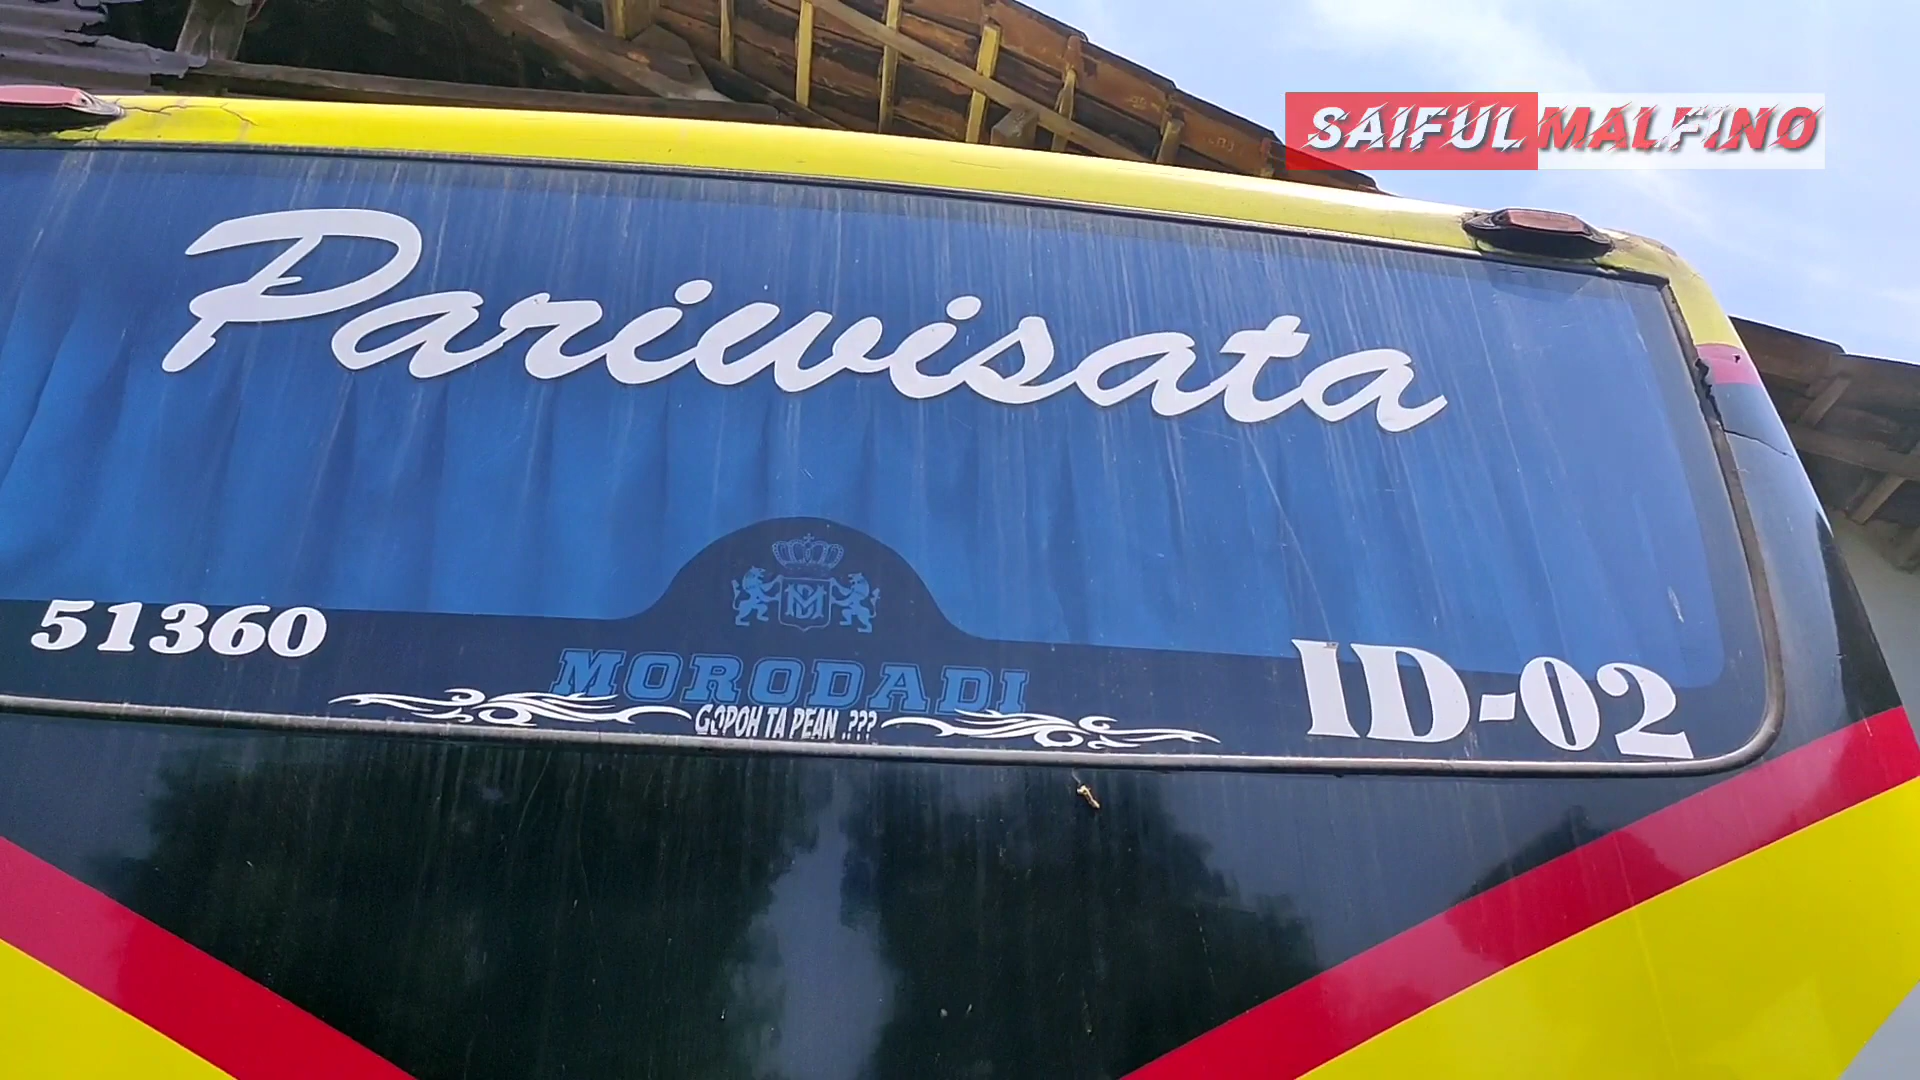 SAIFUL MALFINO
Pariwisata
51360
MORODADI
GOPOH TA PEAN .???
ID-02